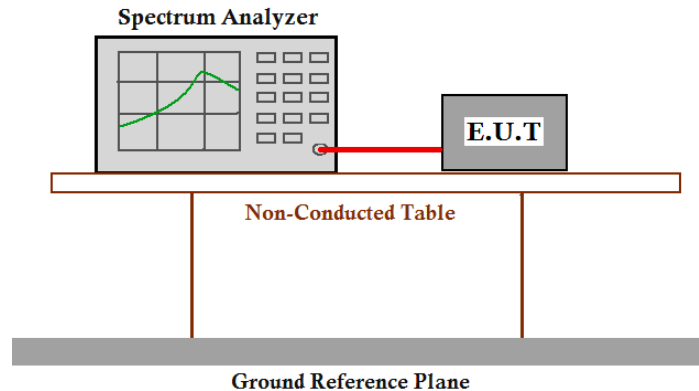 Spectrum Analyzer
E.U.T
Non-Conducted Table
Ground Reference Plane